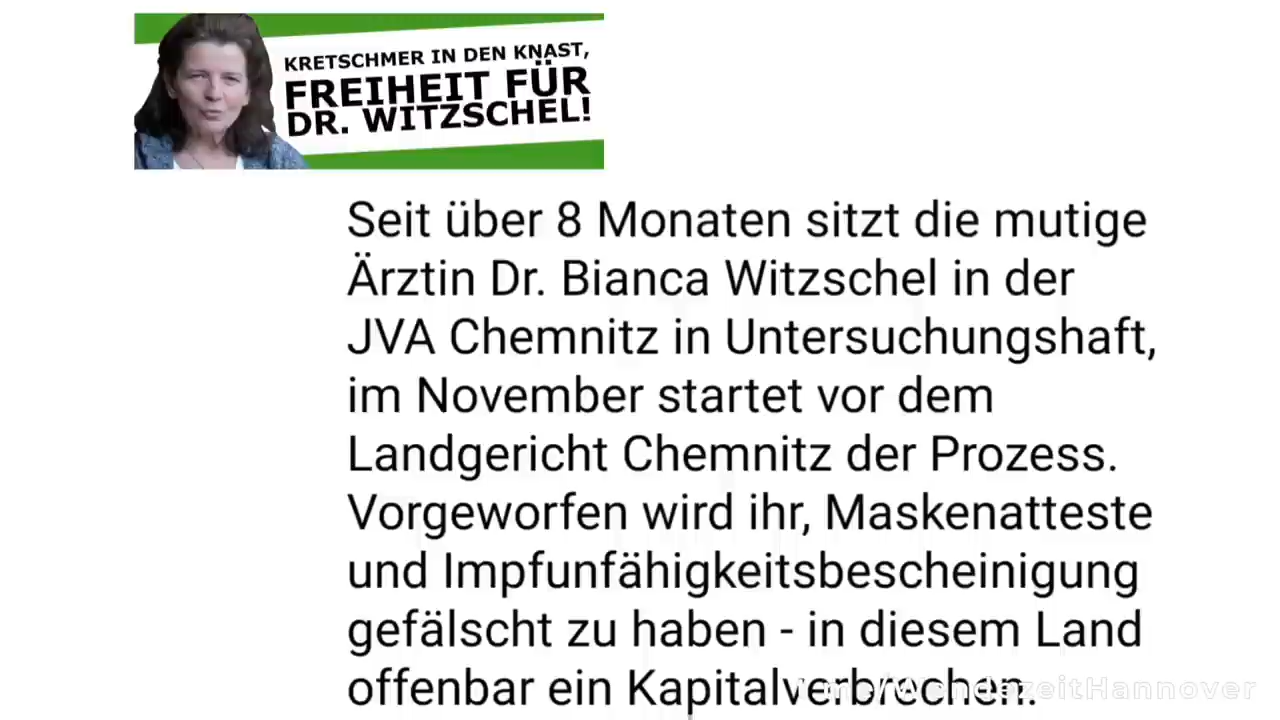 KRETSCHMER IN DEN KNAST,
FREIHEIT FÜR
DR. WITZSCHEL!
Seit über 8 Monaten sitzt die mutige
Ärztin Dr. Bianca Witzschel in der
JVA Chemnitz in Untersuchungshaft,
im November startet vor dem
Landgericht Chemnitz der Prozess.
Vorgeworfen wird ihr, Maskenatteste
und Impfunfähigkeitsbescheinigung
gefälscht zu haben - in diesem Land
offenbar ein Kapitalverbrechen.
t.me/WendezeitHannover